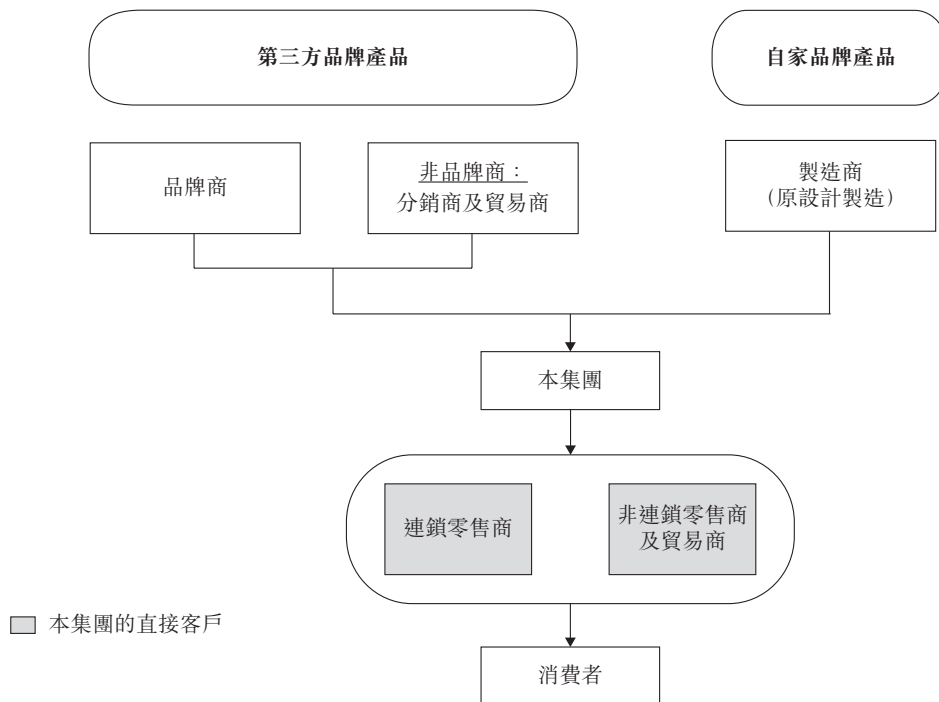 第三方品牌產品
自家品牌產品
品牌商
非品牌商：
分銷商及貿易商
製造商
（原設計製造）
本集團
連鎖零售商
非連鎖零售商
及貿易商
本集團的直接客戶
消費者